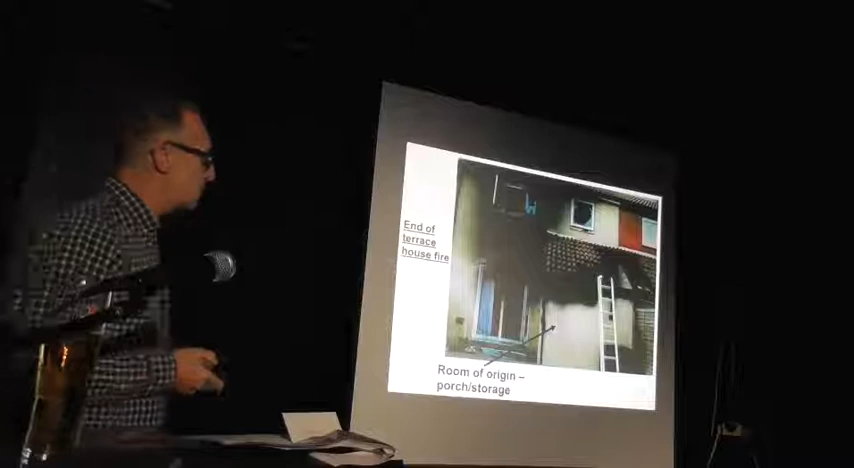 End of
terrace
house fire
Room of origin –
porch/storage